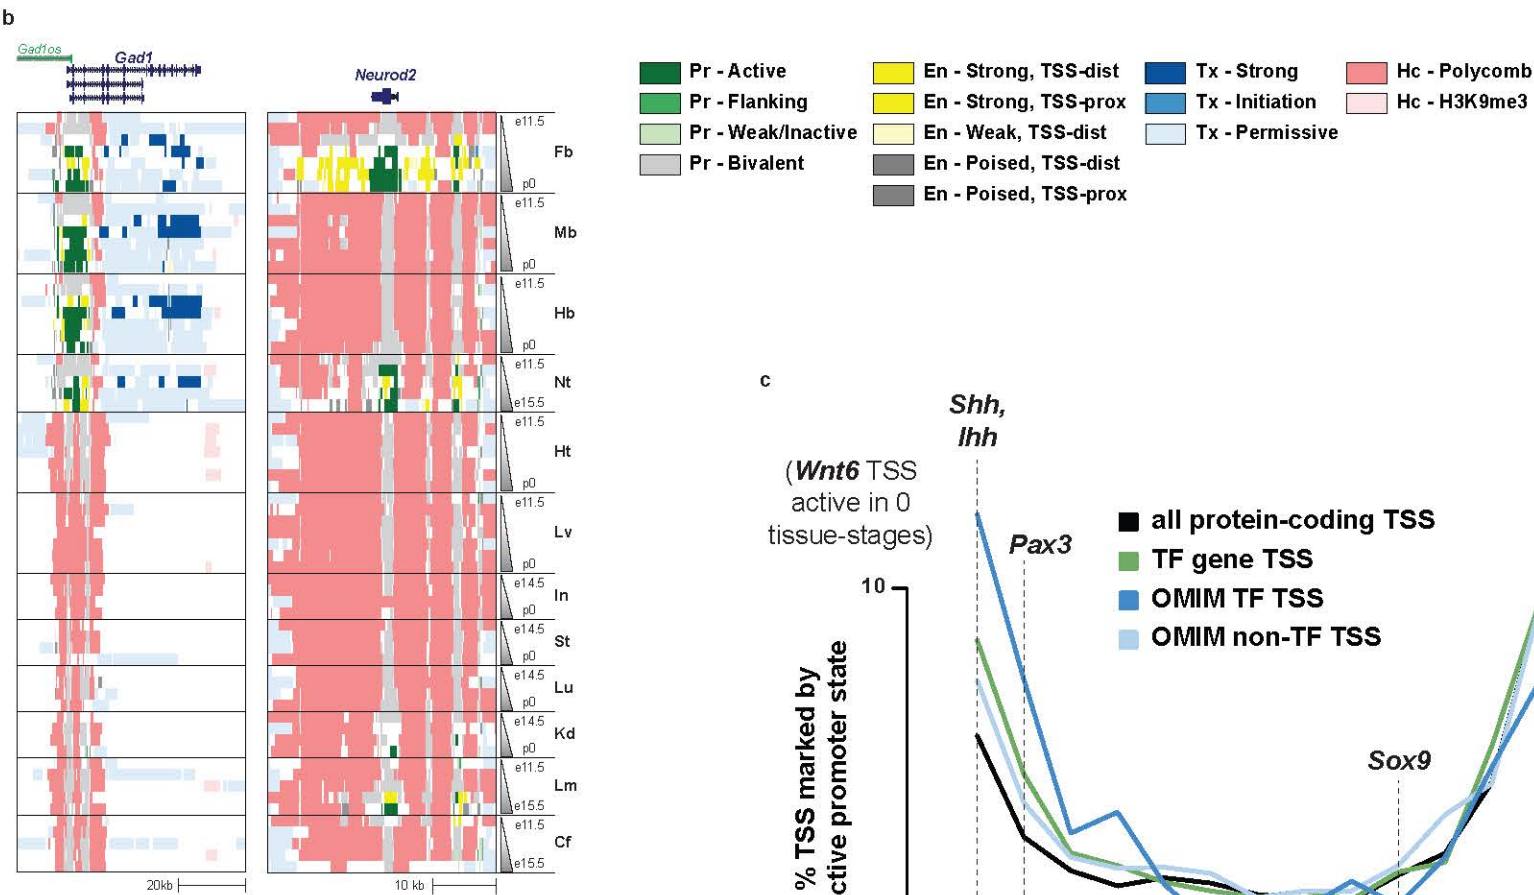 b
Gad1os
Gad1
Neurod2
e11.5
Fb
p0
e11.5
Mb
p0
e11.5
Hb
p0
e11.5
Nt
e15.5
e11.5
Ht
p0
e11.5
Lv
p0
e14.5
In
p0
e14.5
St
p0
e14.5
Lu
p0
e14.5
Kd
p0
e11.5
Lm
e15.5
e11.5
Cf
e15.5
20kb
10 kb
Pr - Active
Pr - Flanking
Pr - Weak/Inactive
Pr - Bivalent
En - Strong, TSS-dist
En - Strong, TSS-prox
En - Weak, TSS-dist
En - Poised, TSS-dist
En - Poised, TSS-prox
Tx - Strong
Tx - Initiation
Tx - Permissive
Hc - Polycomb
Hc - H3K9me3
c
Shh,
Ihh
(Wnt6 TSS
active in 0
tissue-stages)
Pax3
all protein-coding TSS
TF gene TSS
OMIM TF TSS
OMIM non-TF TSS
10
% TSS marked by
ctive promoter state
Sox9